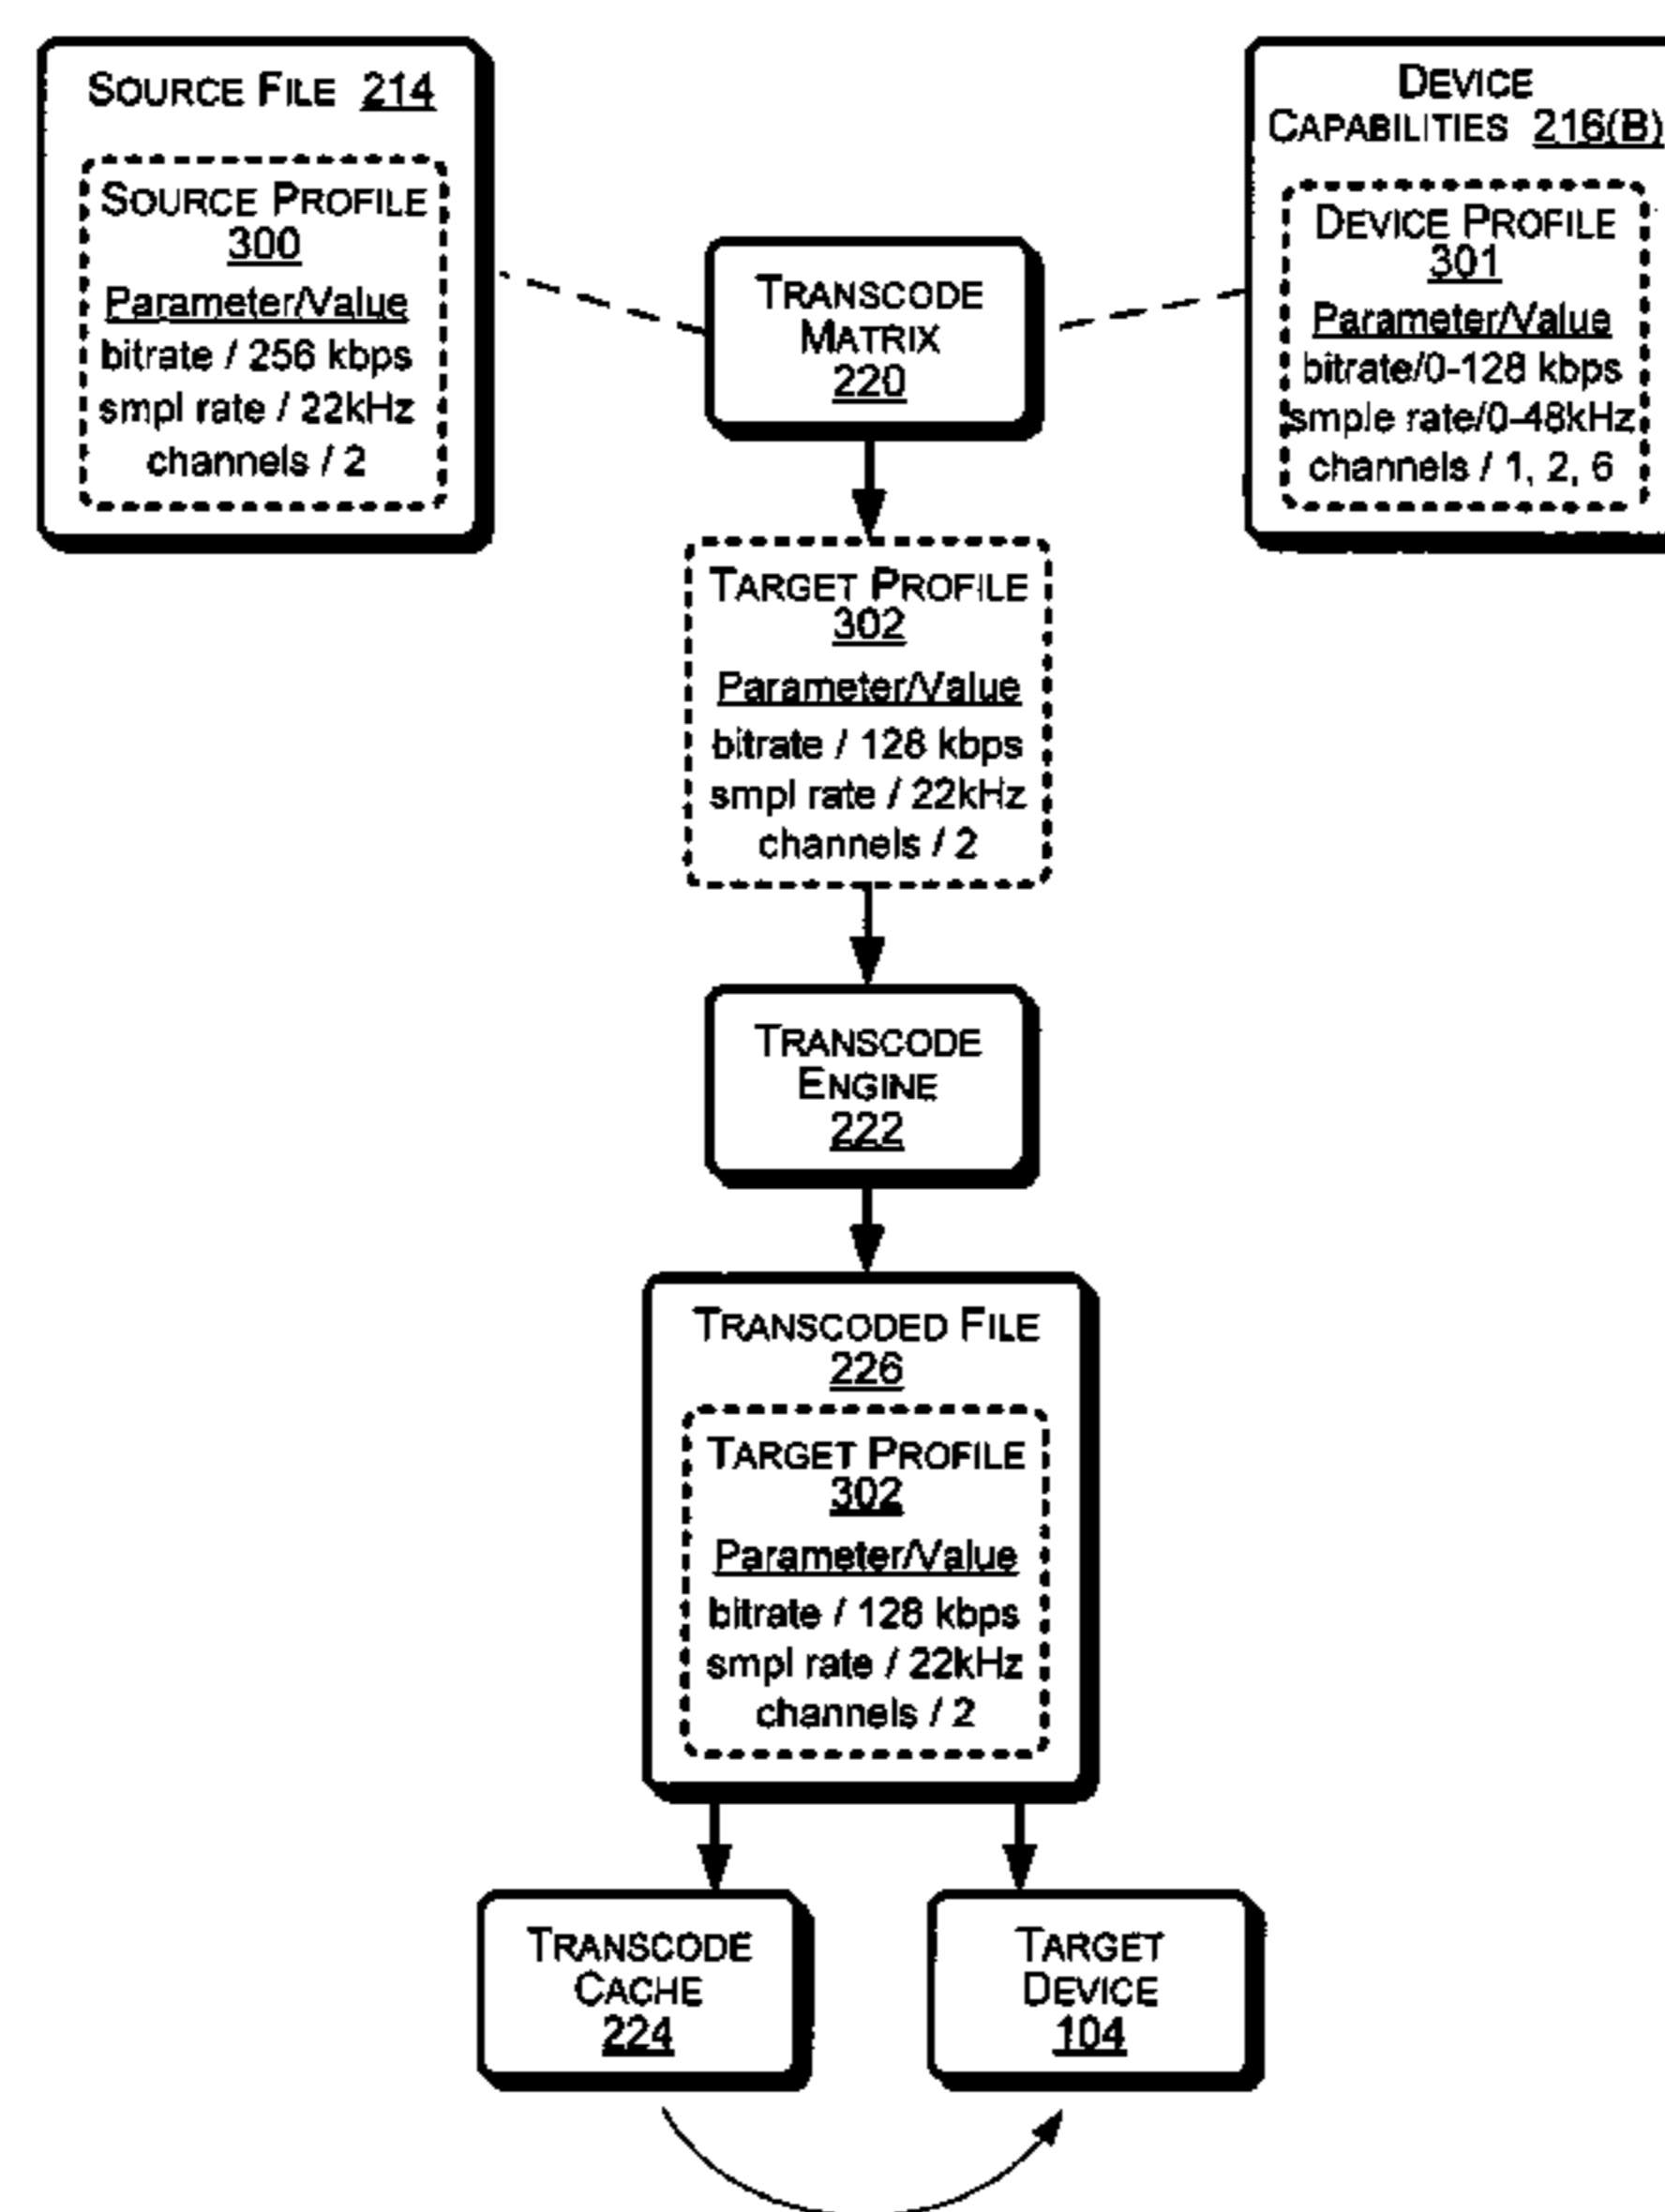 SOURCE FILE 214
SOURCE PROFILE
300
Parameter/Value
bitrate / 256 kbps
smpl rate / 22kHz
channels / 2
DEVICE
CAPABILITIES 216(B)
DEVICE PROFILE
301
Parameter/Value
bitrate/0-128 kbps
smple rate/0-48kHz
channels / 1, 2, 6
TRANSCODE
MATRIX
220
TARGET PROFILE
302
Parameter/Value
bitrate / 128 kbps
smpl rate / 22kHz
channels / 2
TRANSCODE
ENGINE
222
TRANSCODED FILE
226
TARGET PROFILE
302
Parameter/Value
bitrate / 128 kbps
smpl rate / 22kHz
channels / 2
TRANSCODE
CACHE
224
TARGET
DEVICE
104